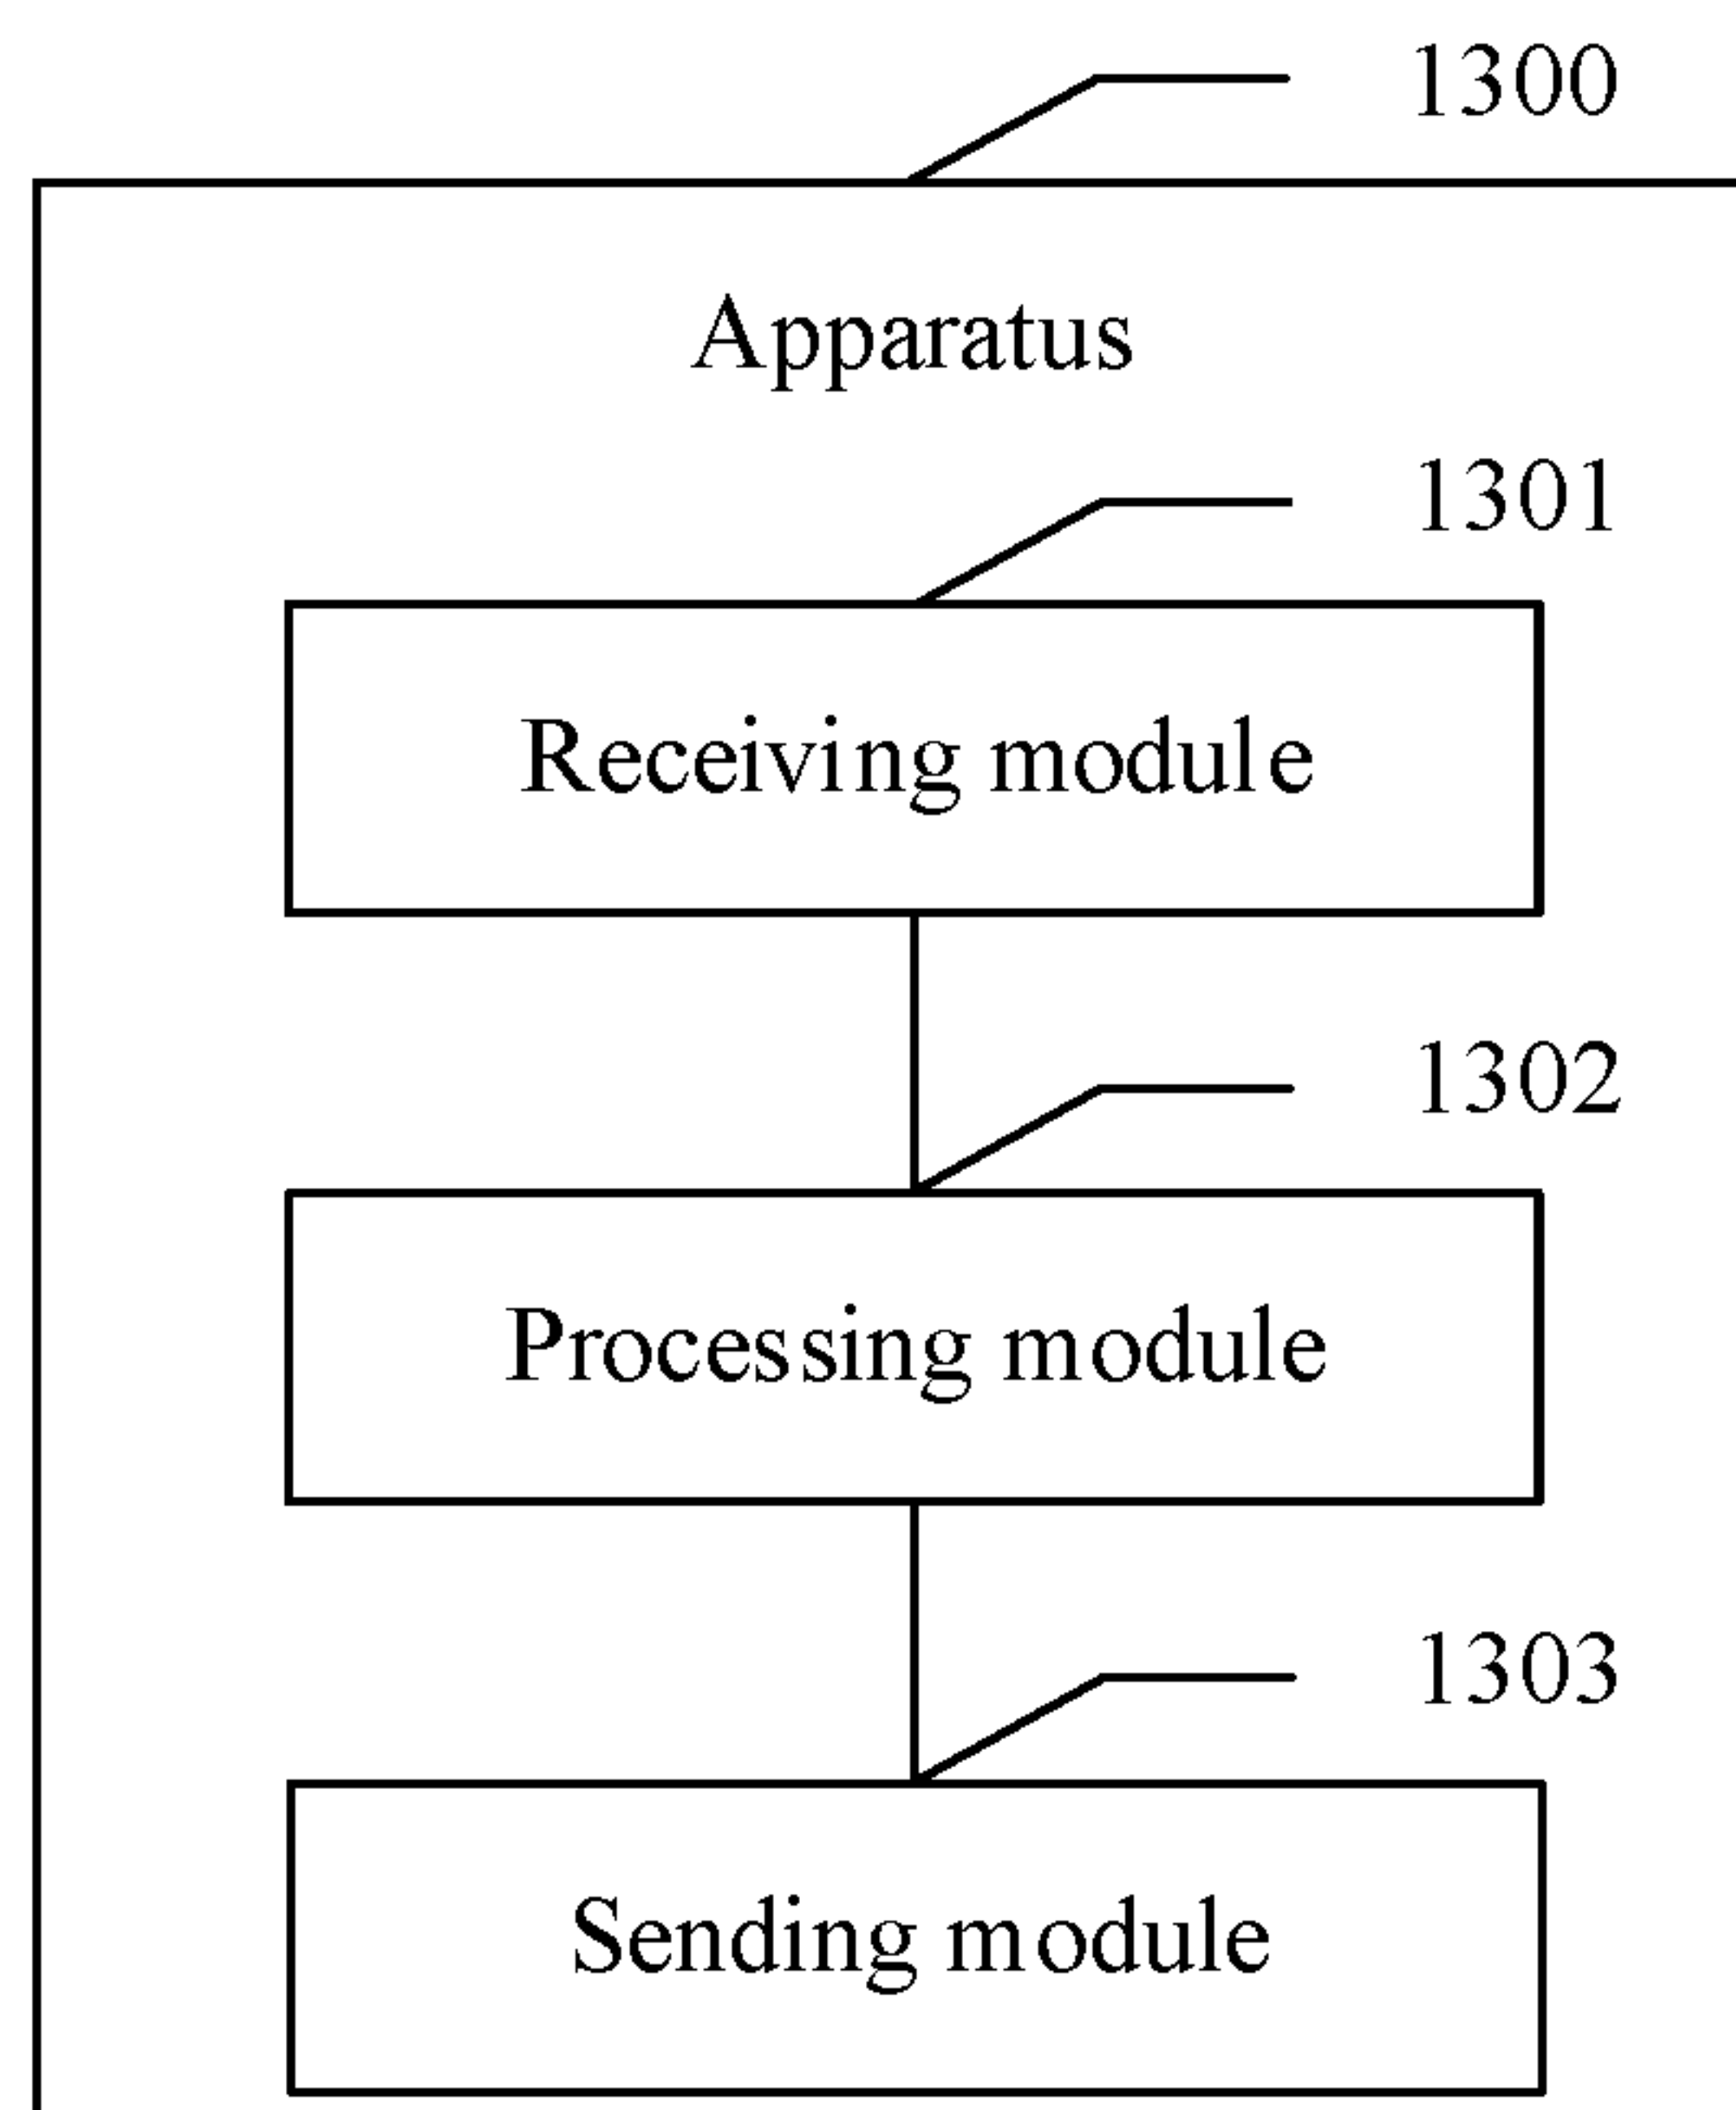 1300
Apparatus
1301
Receiving module
1302
Processing module
1303
Sending module